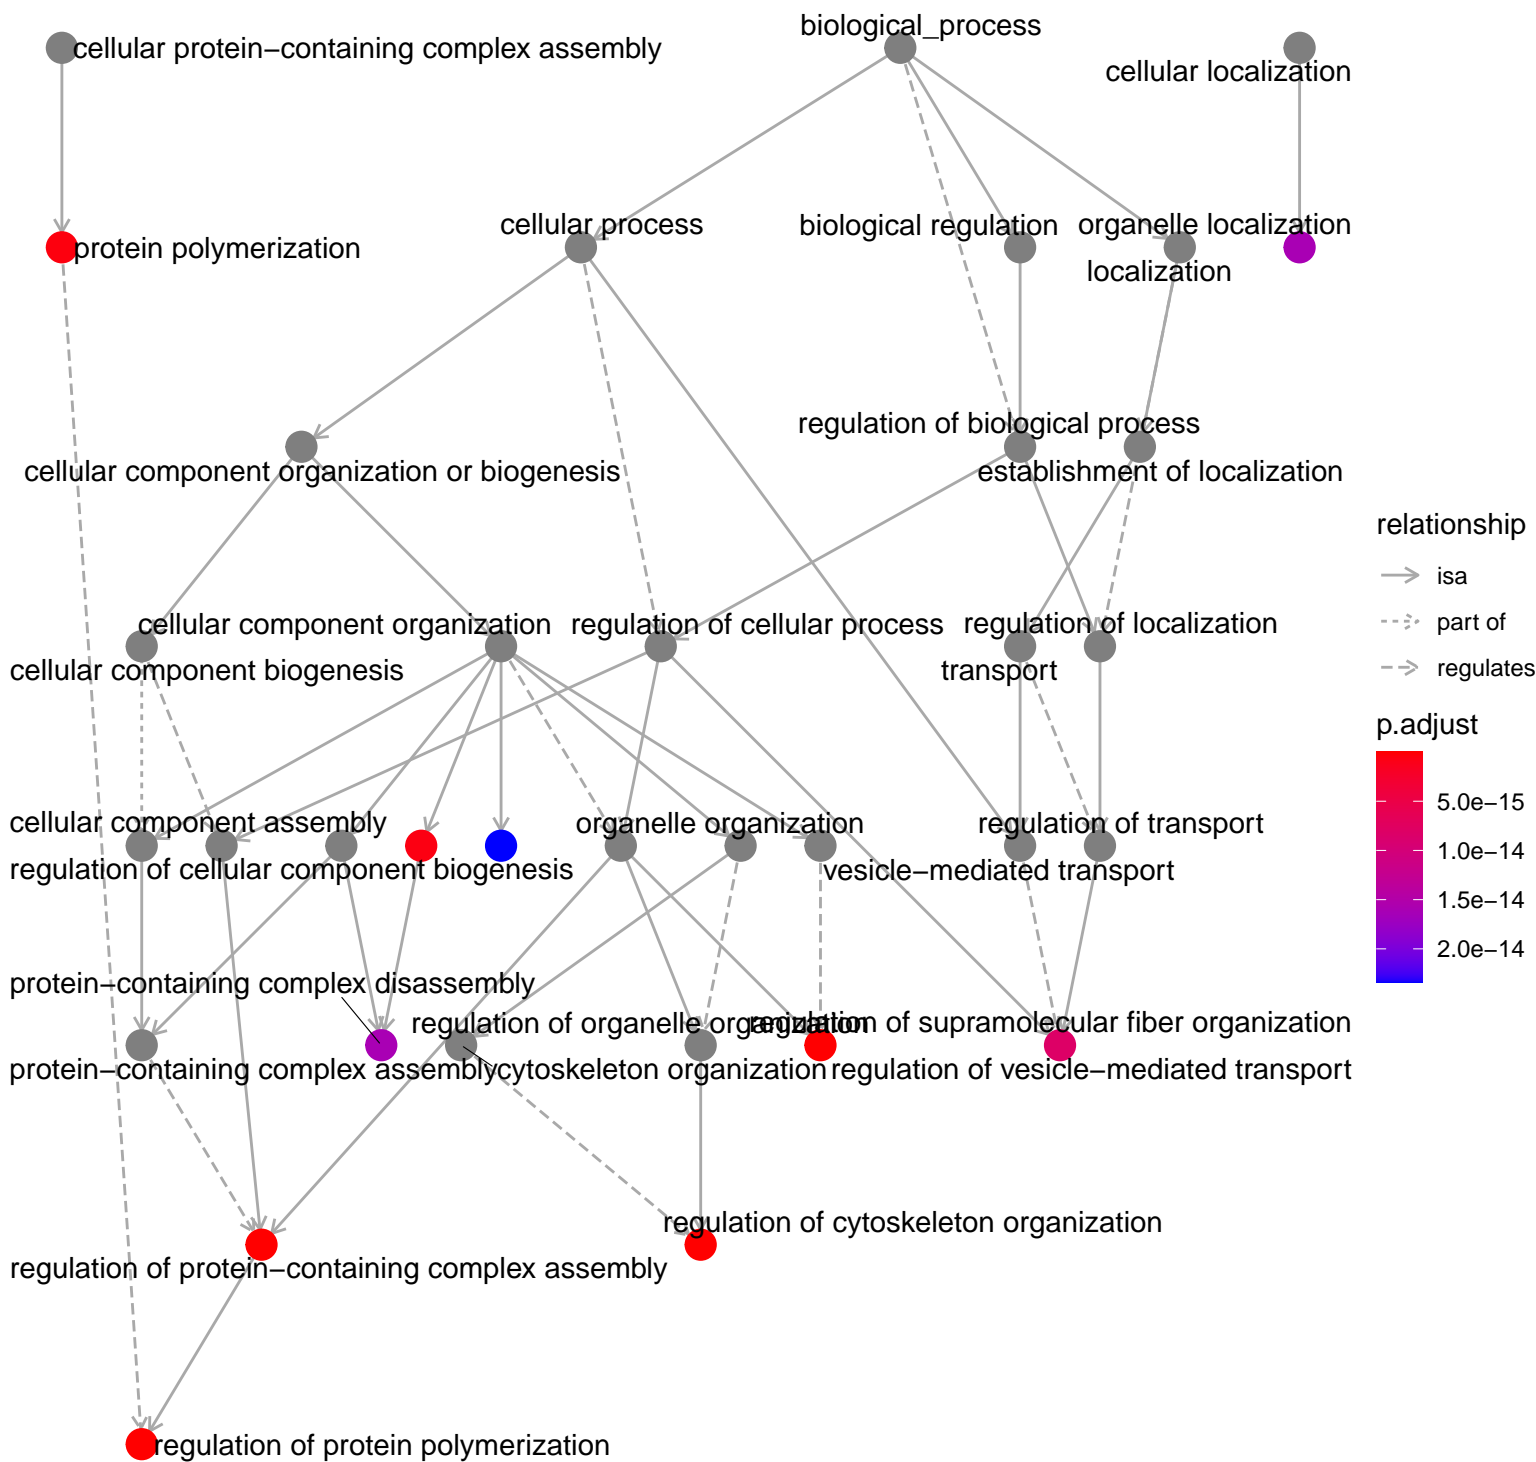 biological_process
cellular protein−containing complex assembly
cellular localization
cellular process
biological regulation
organelle localization
protein polymerization
localization
regulation of biological process
cellular component organization or biogenesis
establishment of localization
relationship
isa
part of
regulates
cellular component organization
regulation of cellular process
regulation of localization
cellular component biogenesis
transport
p.adjust
5.0e−15
1.0e−14
1.5e−14
2.0e−14
cellular component assembly
organelle organization
regulation of transport
regulation of cellular component biogenesis
vesicle−mediated transport
protein−containing complex disassembly
regulation of organelle organization
regulation of supramolecular fiber organization
protein−containing complex assembly
cytoskeleton organization
regulation of vesicle−mediated transport
regulation of cytoskeleton organization
regulation of protein−containing complex assembly
regulation of protein polymerization